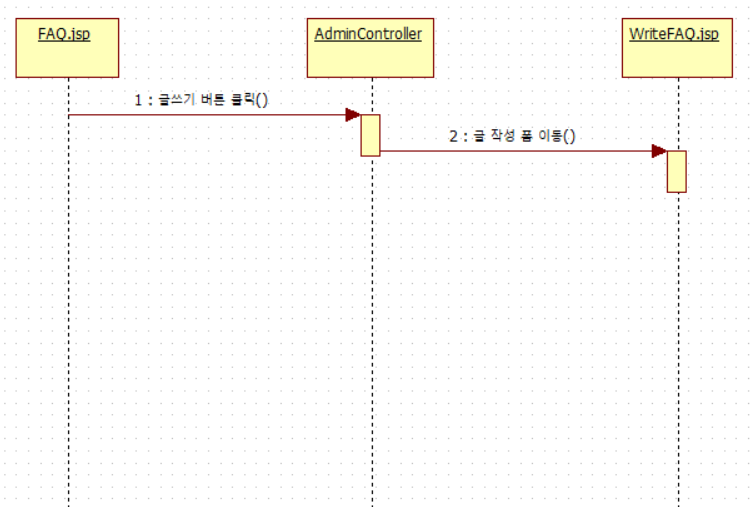 FAQ.jsp
AdminController
WriteFAQ.jsp
1 : 글쓰기 버튼 클릭()
2 : 글 작성 폼 이동()